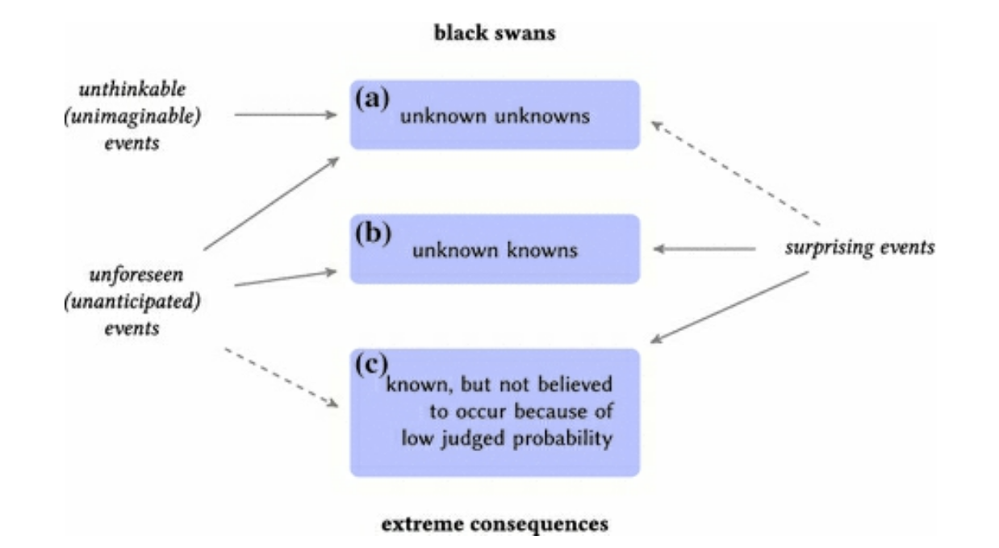 black swans
unthinkable
(unimaginable)
events
(a)
unknown unknowns
(b)
unknown knowns
surprising events
unforeseen
(unanticipated)
events
(c)
known, but not believed
to occur because of
low judged probability
extreme consequences